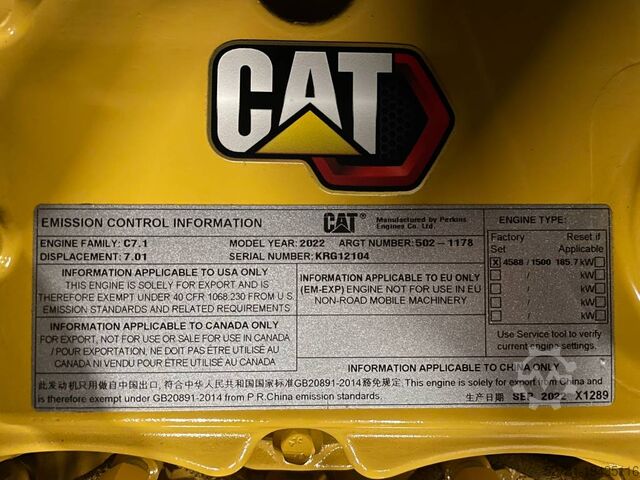 CAT
EMISSION CONTROL INFORMATION
CAT® Manufactured by Perkins Engines Co. Ltd.
ENGINE FAMILY: C7.1 MODEL YEAR: 2022 ARGT NUMBER: 502-1178
DISPLACEMENT: 7.01 SERIAL NUMBER: KRG12104
INFORMATION APPLICABLE TO USA ONLY
THIS ENGINE IS SOLELY FOR EXPORT AND IS
THEREFORE EXEMPT UNDER 40 CFR 1068.230 FROM U.S.
EMISSION STANDARDS AND RELATED REQUIREMENTS
INFORMATION APPLICABLE TO EU ONLY
(EM-EXP) ENGINE NOT FOR USE IN EU
NON-ROAD MOBILE MACHINERY
INFORMATION APPLICABLE TO CANADA ONLY
FOR EXPORT, NOT FOR USE OR SALE FOR USE IN CANADA
/ POUR EXPORTATION. NE DOIT PAS ÊTRE UTILISÉ AU
CANADA NI VENDU POUR ÊTRE UTILISÉ AU CANADA
ENGINE TYPE:
Factory Set Reset if Applicable
X 4588 / 1500 185.7 kW
/ kW
/ kW
/ kW
Use Service tool to verify
current engine settings.
INFORMATION APPLICABLE TO CHINA ONLY
此发动机只用做自中国出口, 符合中华人民共和国国家标准GB20891-2014豁免规定. This engine is solely for export from China and
is therefore exempt under GB20891-2014 from P.R.China emission standards. 生产日期 SEP 2022 X1289